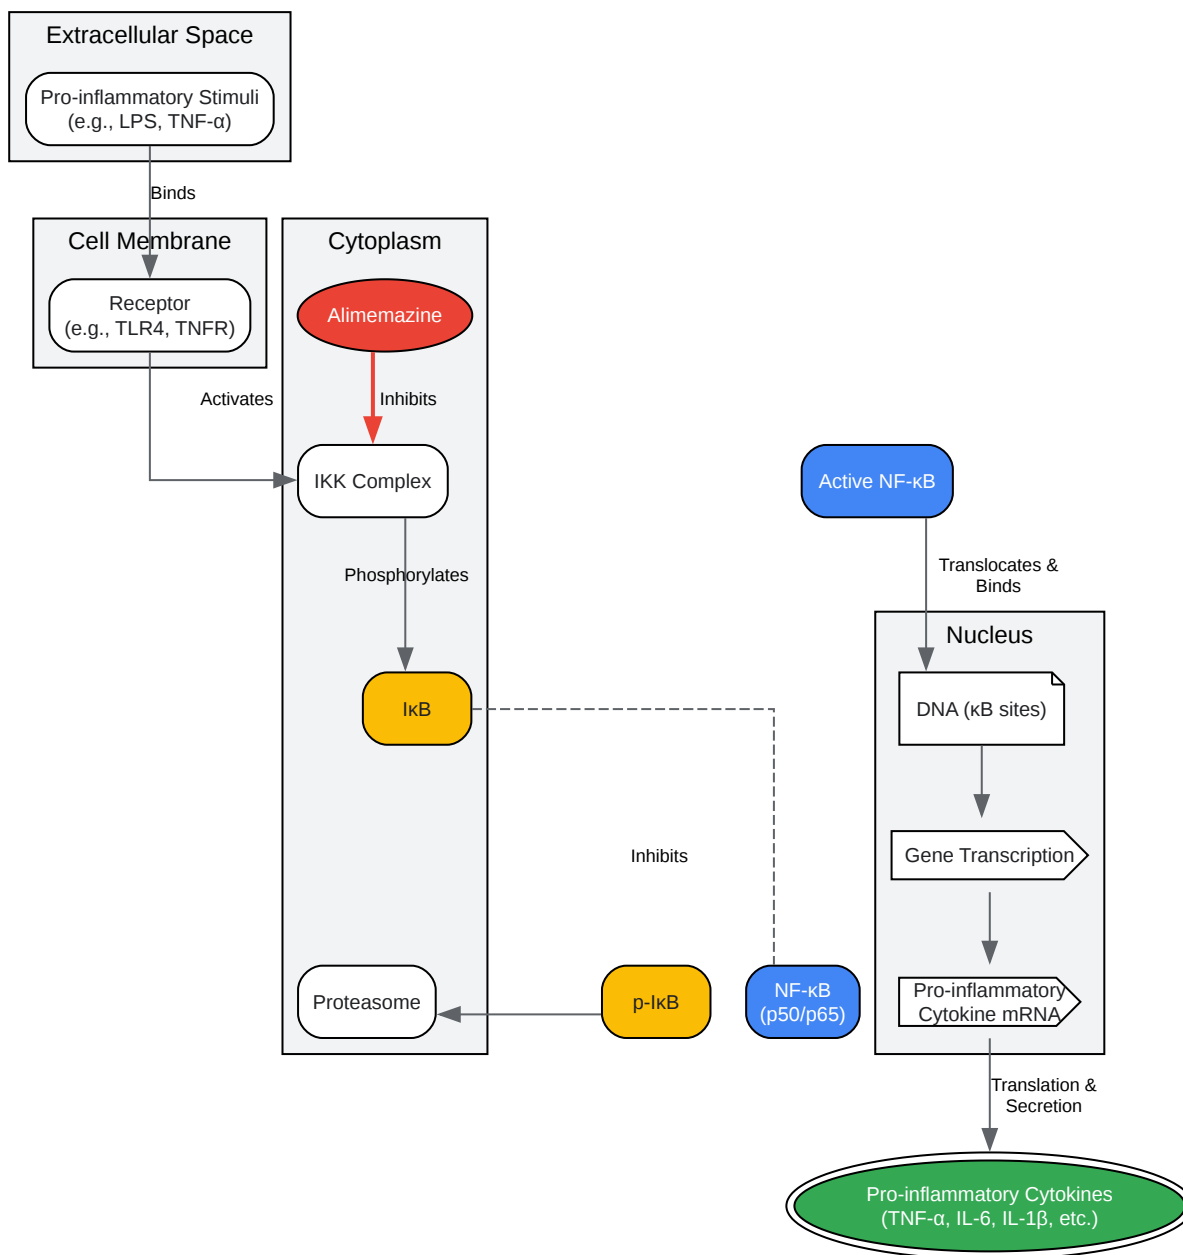 Extracellular Space
Pro-inflammatory Stimuli
(e.g., LPS, TNF-α)
Binds
Cell Membrane
Receptor
(e.g., TLR4, TNFR)
Activates
Cytoplasm
Alimemazine
Inhibits
IKK Complex
Phosphorylates
IκB
Inhibits
Proteasome
p-IκB
NF-κB
(p50/p65)
Active NF-κB
Translocates &
Binds
Nucleus
DNA (κB sites)
Gene Transcription
Pro-inflammatory
Cytokine mRNA
Translation &
Secretion
Pro-inflammatory Cytokines
(TNF-α, IL-6, IL-1β, etc.)